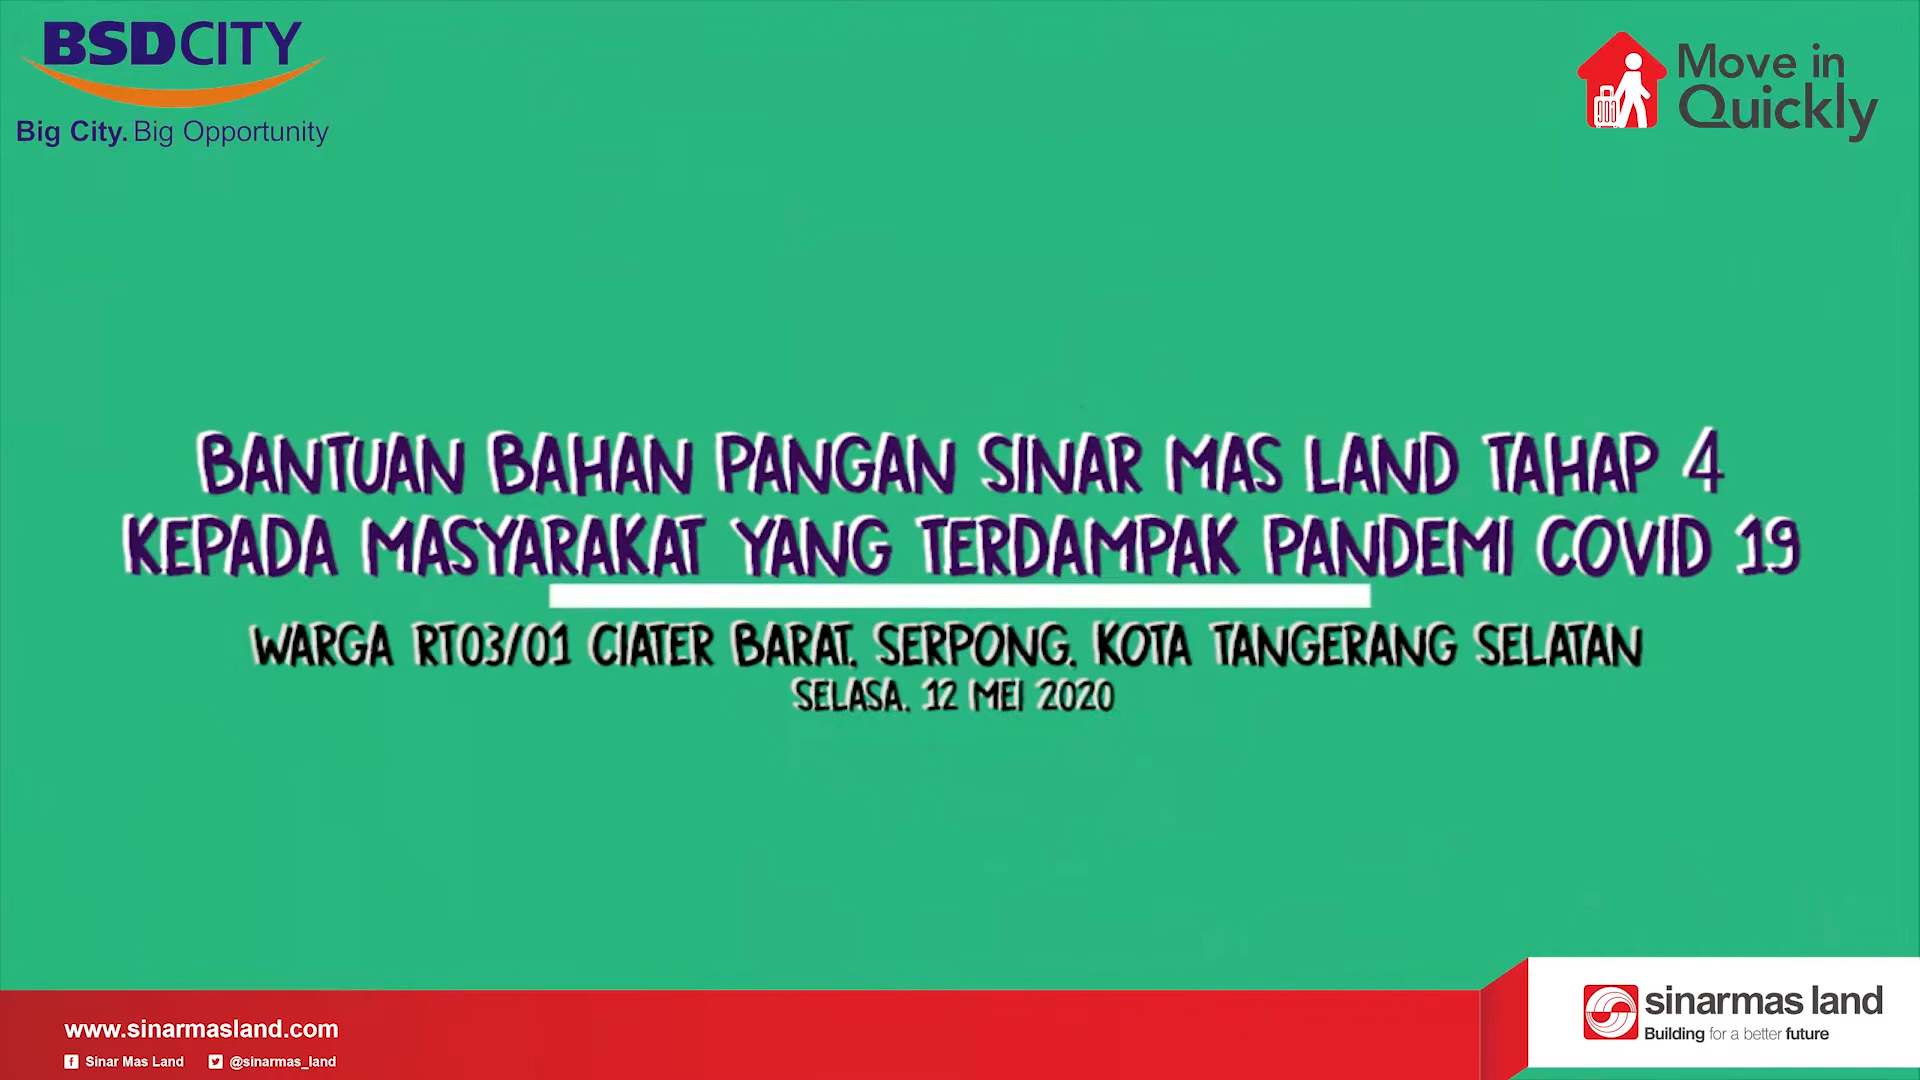 BSDCITY
Big City. Big Opportunity
Move in
Quickly
BANTUAN BAHAN PANGAN SINAR MAS LAND TAHAP 4
KEPADA MASYARAKAT YANG TERDAMPAK PANDEMI COVID 19
WARGA RT03/01 CIATER BARAT, SERPONG, KOTA TANGERANG SELATAN
SELASA, 12 MEI 2020
www.sinarmasland.com
Sinar Mas Land @sinarmas_land
sinarmas land
Building for a better future